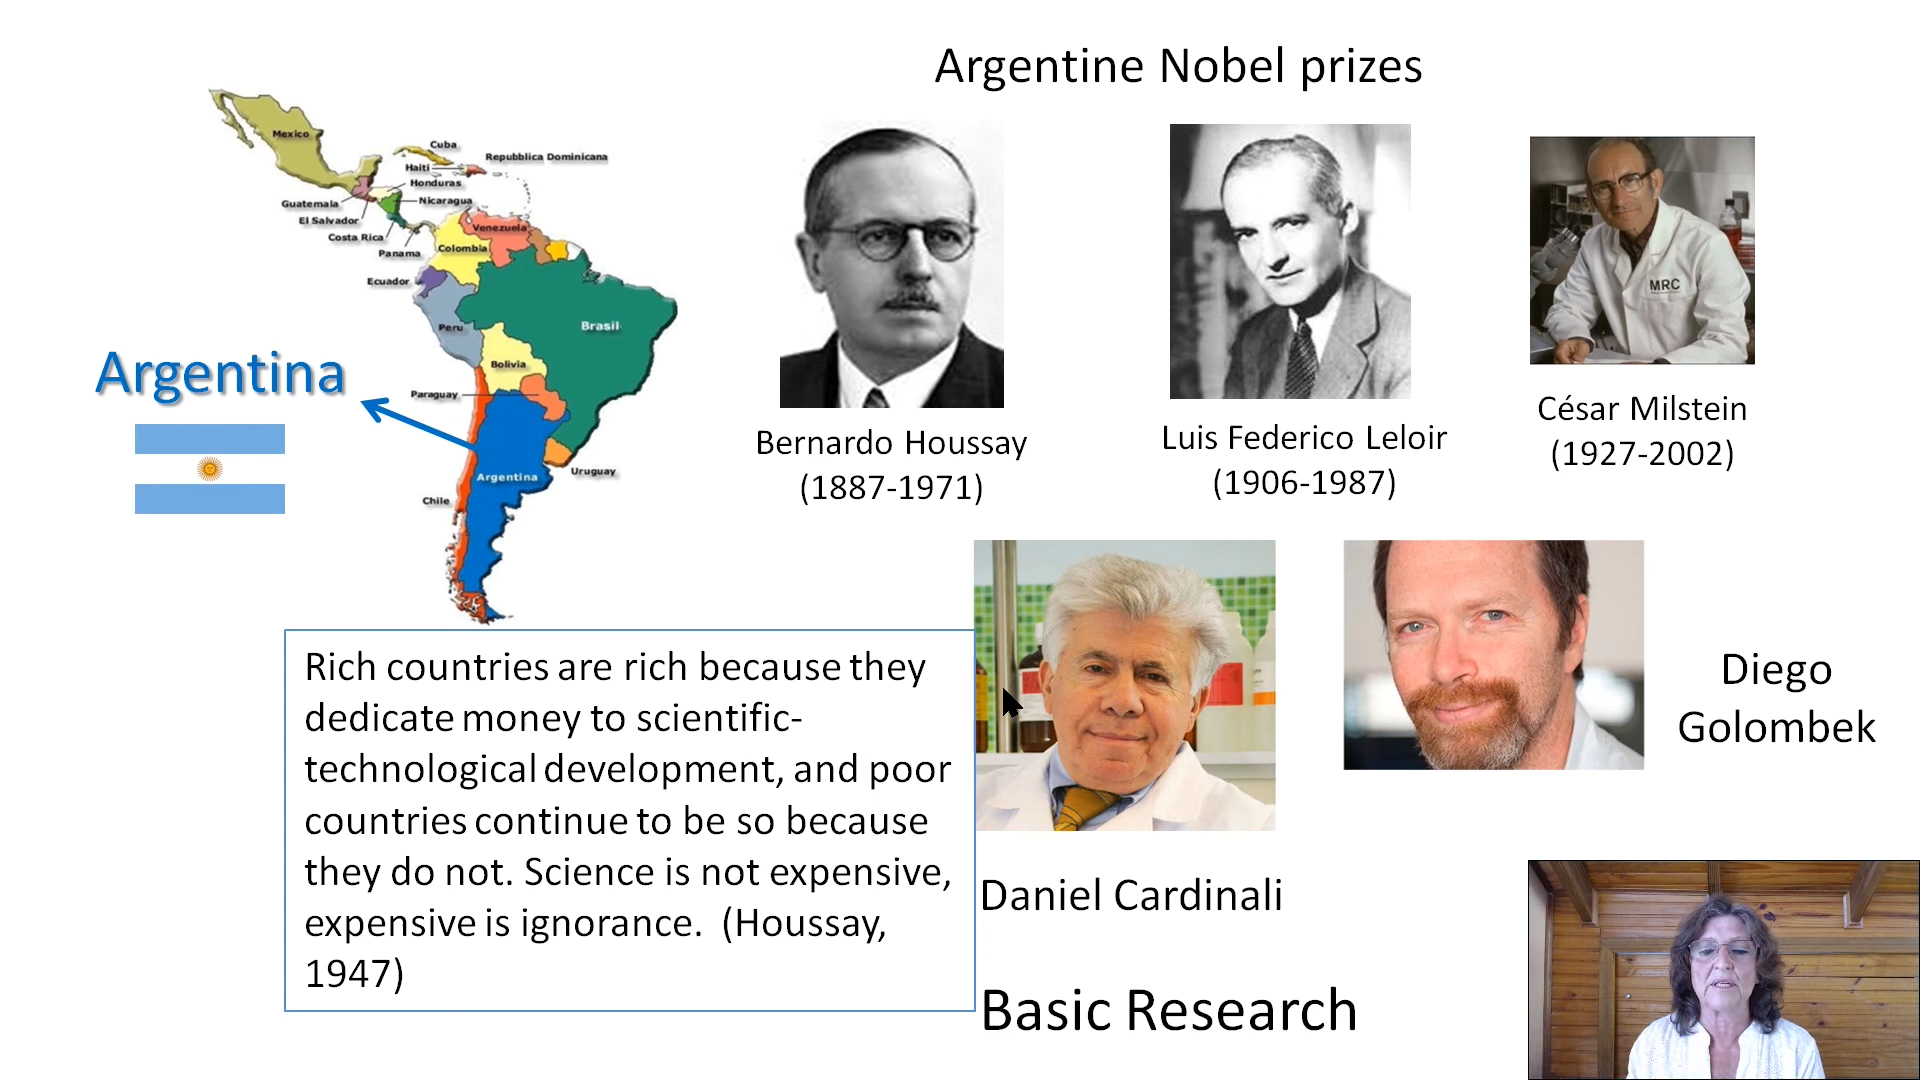 Argentine Nobel prizes
Mexico
Cuba
Repubblica Dominicana
Haiti
Honduras
Guatemala
Nicaragua
El Salvador
Costa Rica
Panama
Venezuela
Colombia
Ecuador
Peru
Brasil
Bolivia
Paraguay
Uruguay
Argentina
Chile
Argentina
MRC
Bernardo Houssay
(1887-1971)
Luis Federico Leloir
(1906-1987)
César Milstein
(1927-2002)
Rich countries are rich because they
dedicate money to scientific-
technological development, and poor
countries continue to be so because
they do not. Science is not expensive,
expensive is ignorance.  (Houssay,
1947)
Diego
Golombek
Daniel Cardinali
Basic Research